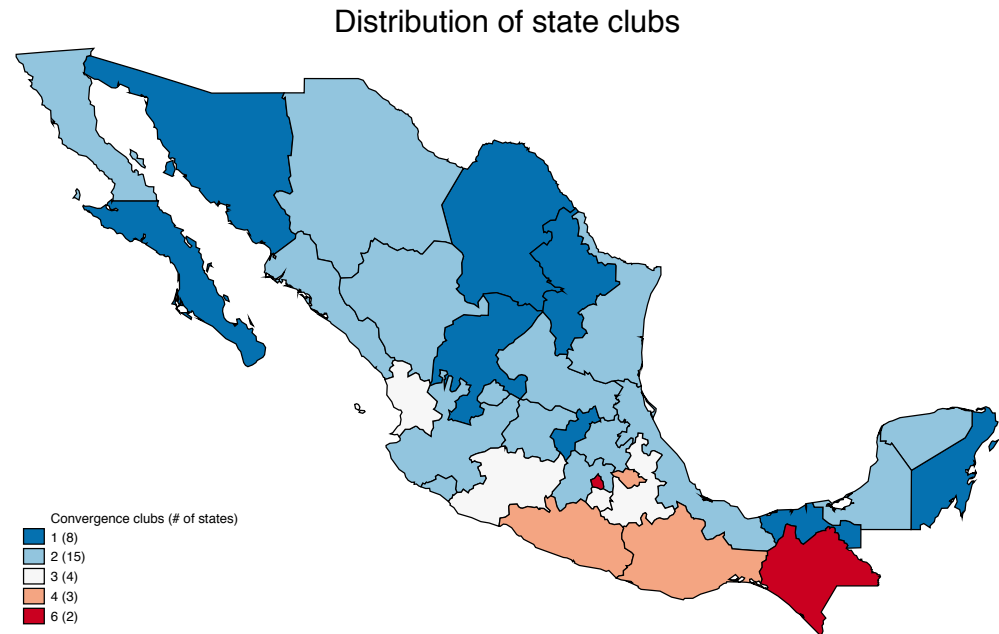 Distribution of state clubs
Convergence clubs (# of states)
1 (8)
2 (15)
3 (4)
4 (3)
6 (2)